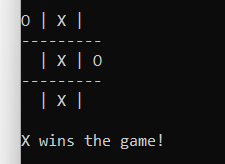 O | X |
---------
  | X | O
---------
  | X |
X wins the game!